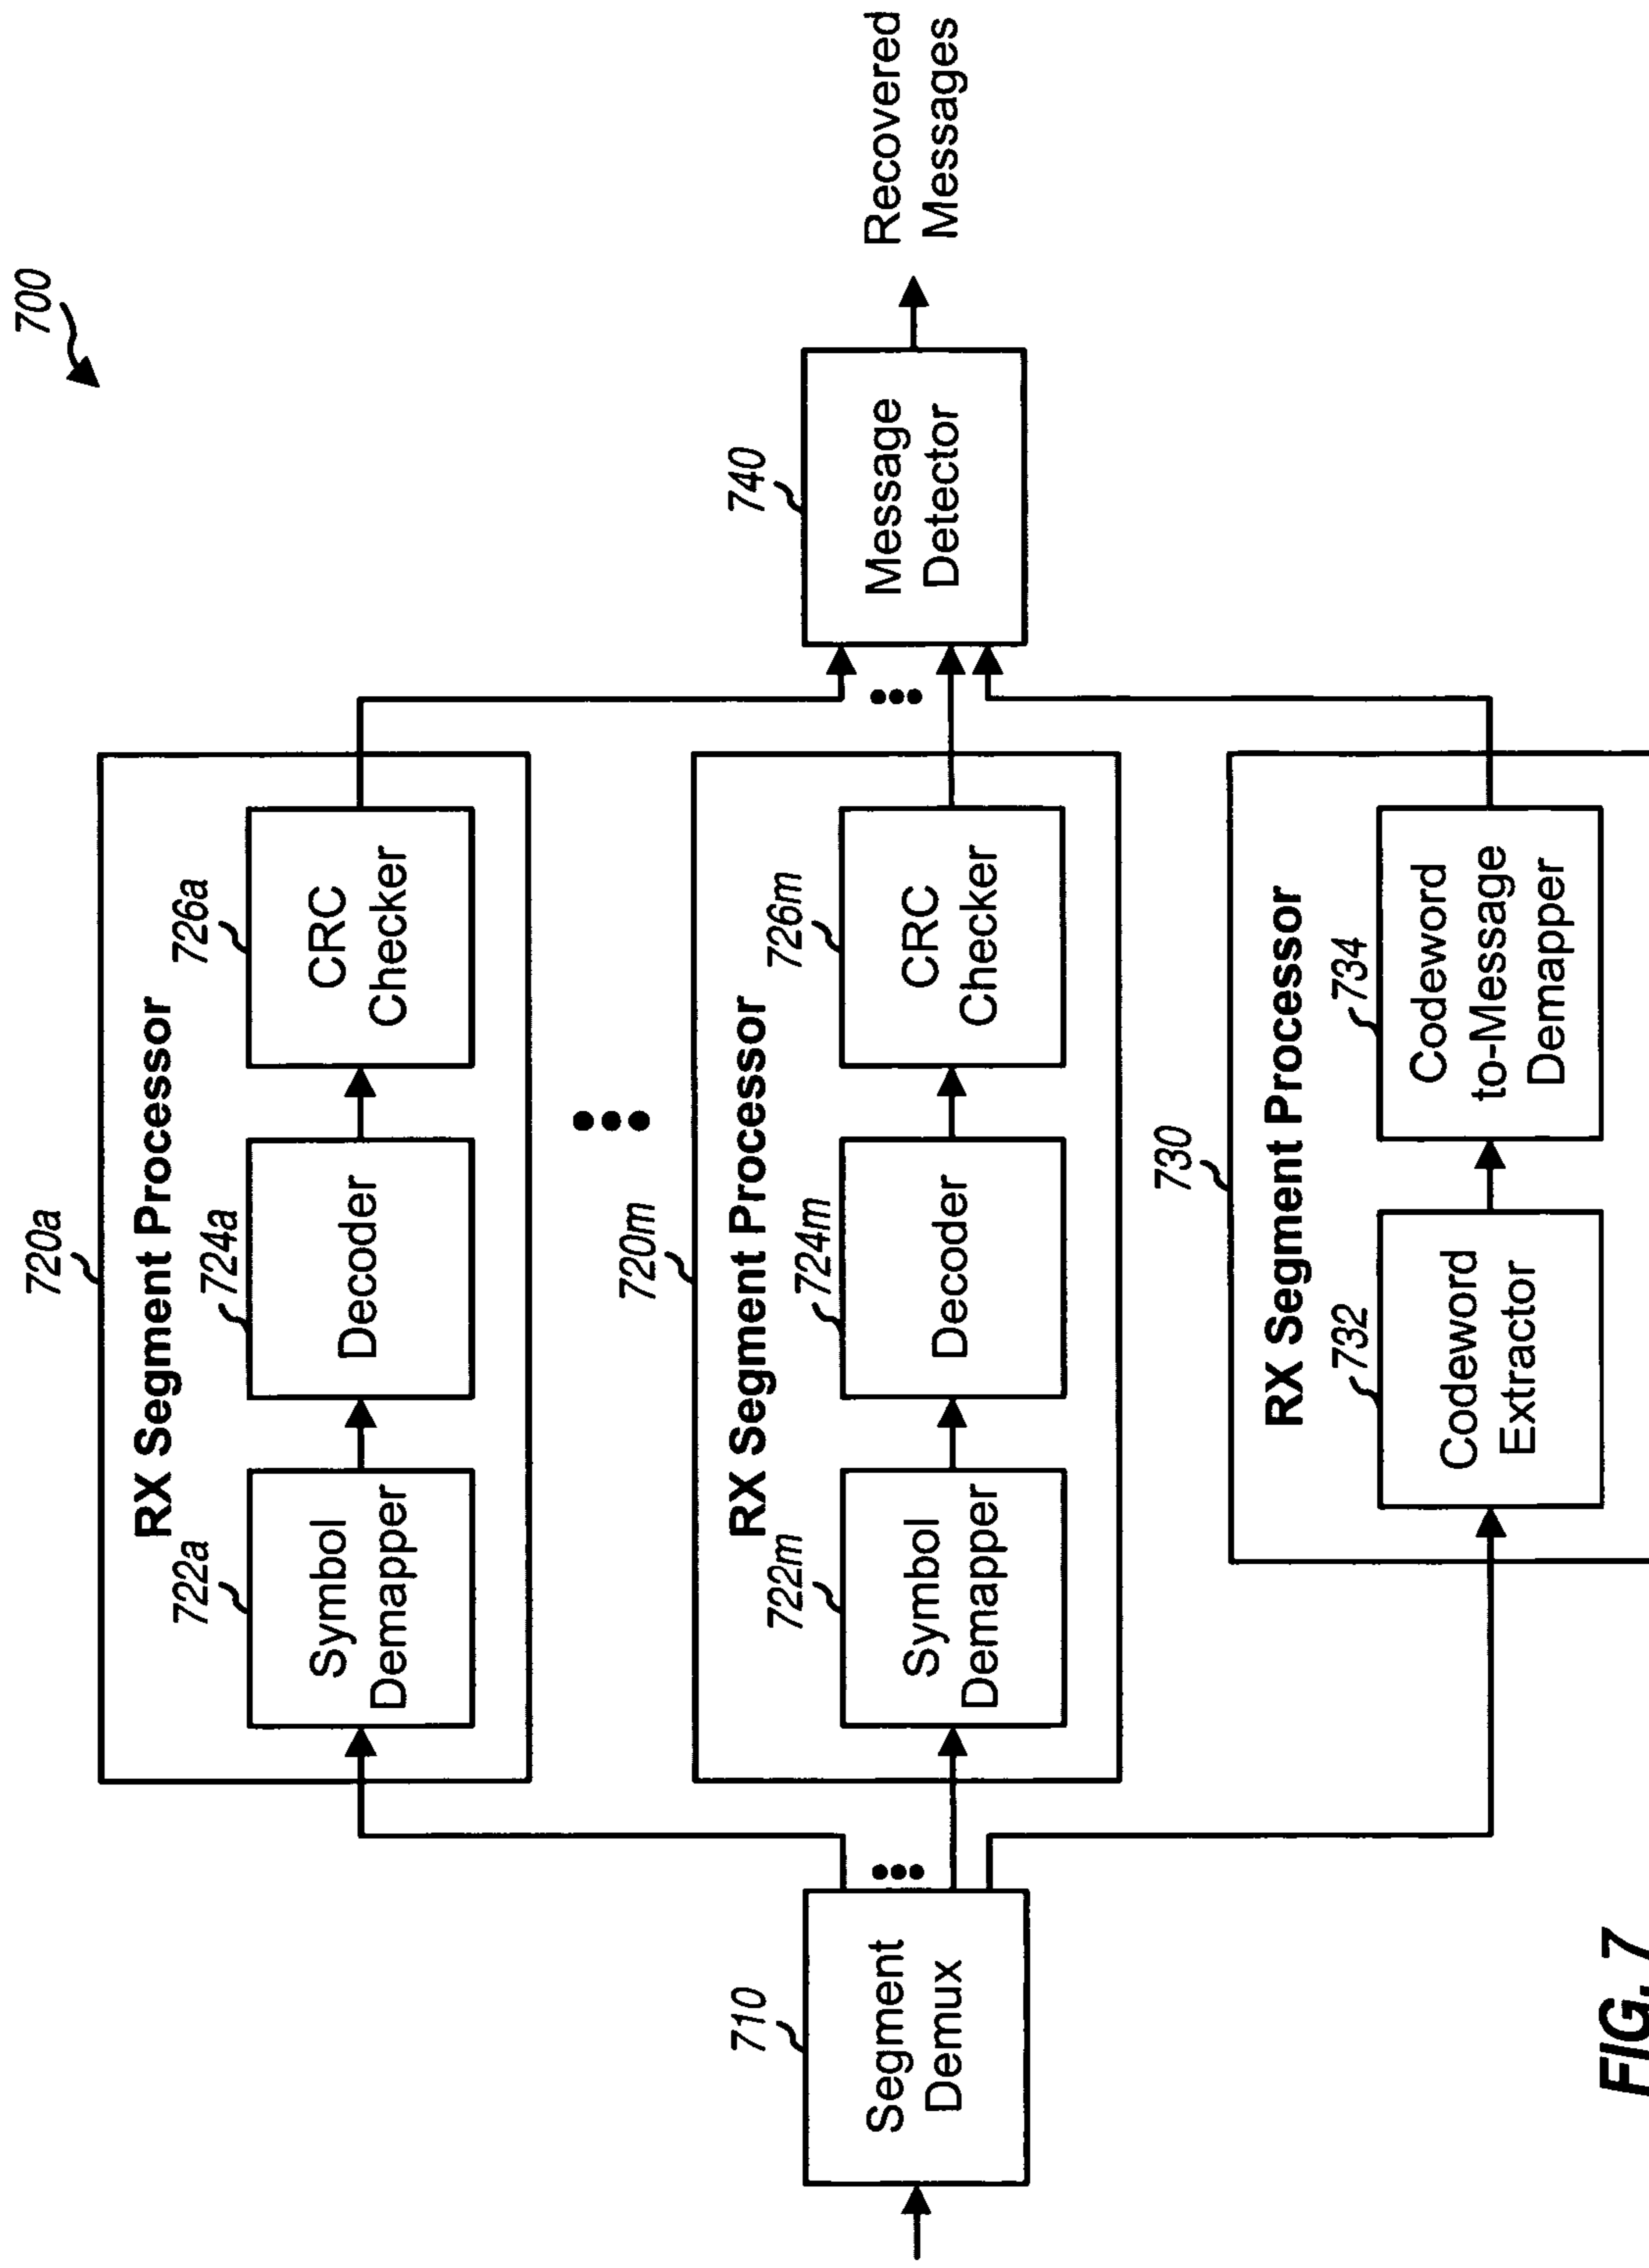 700
720a
RX Segment Processor
722a
Symbol
Demapper
724a
Decoder
726a
CRC
Checker
720m
RX Segment Processor
722m
Symbol
Demapper
724m
Decoder
726m
CRC
Checker
710
Segment
Demux
740
Message
Detector
Recovered
Messages
730
RX Segment Processor
732
Codeword
Extractor
734
Codeword
to-Message
Demapper
FIG. 7